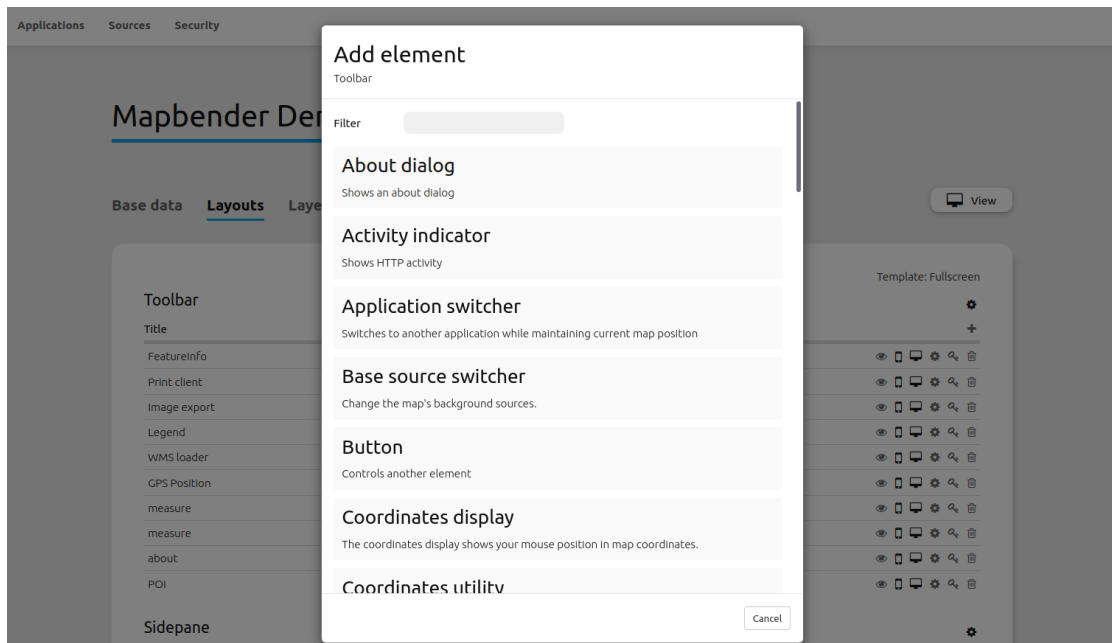 Applications Sources Security
Add element
Toolbar
Mapbender Der
Filter
About dialog
Shows an about dialog
Base data Layouts Laye
View
Activity indicator
Shows HTTP activity
Template: Fullscreen
Toolbar
Application switcher
Title
Switches to another application while maintaining current map position
FeatureInfo
Print client
Base source switcher
Image export
Change the map's background sources.
Legend
Button
WMS loader
Controls another element
GPS Position
measure
Coordinates display
measure
The coordinates display shows your mouse position in map coordinates.
about
POI
Coordinates utility
Cancel
Sidepane